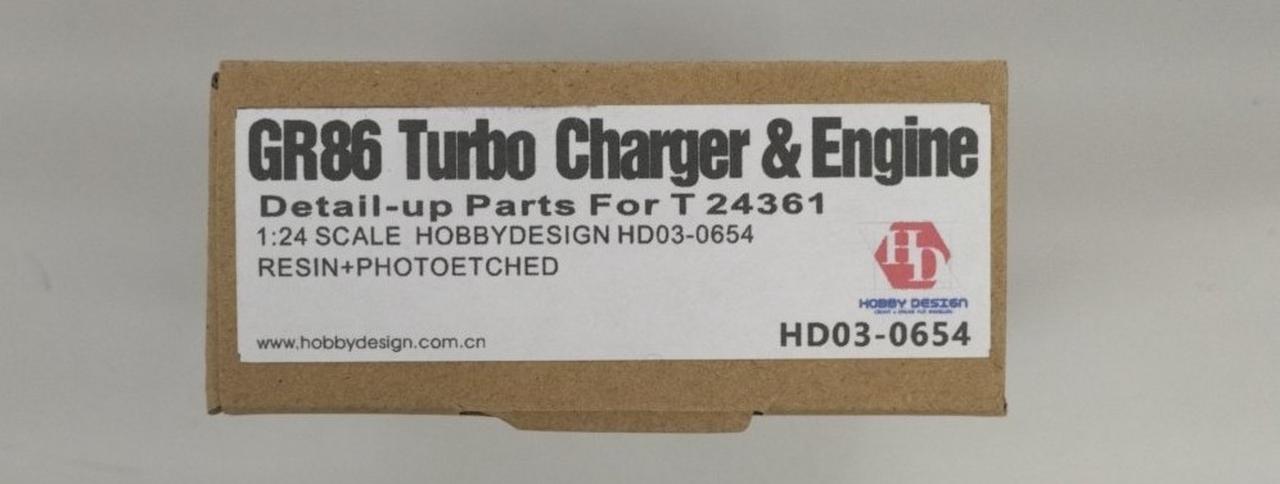 GR86 Turbo Charger & Engine
Detail-up Parts For T 24361
1:24 SCALE HOBBYDESIGN HD03-0654
RESIN+PHOTOETCHED
HD
HOBBY DESIGN
www.hobbydesign.com.cn
HD03-0654